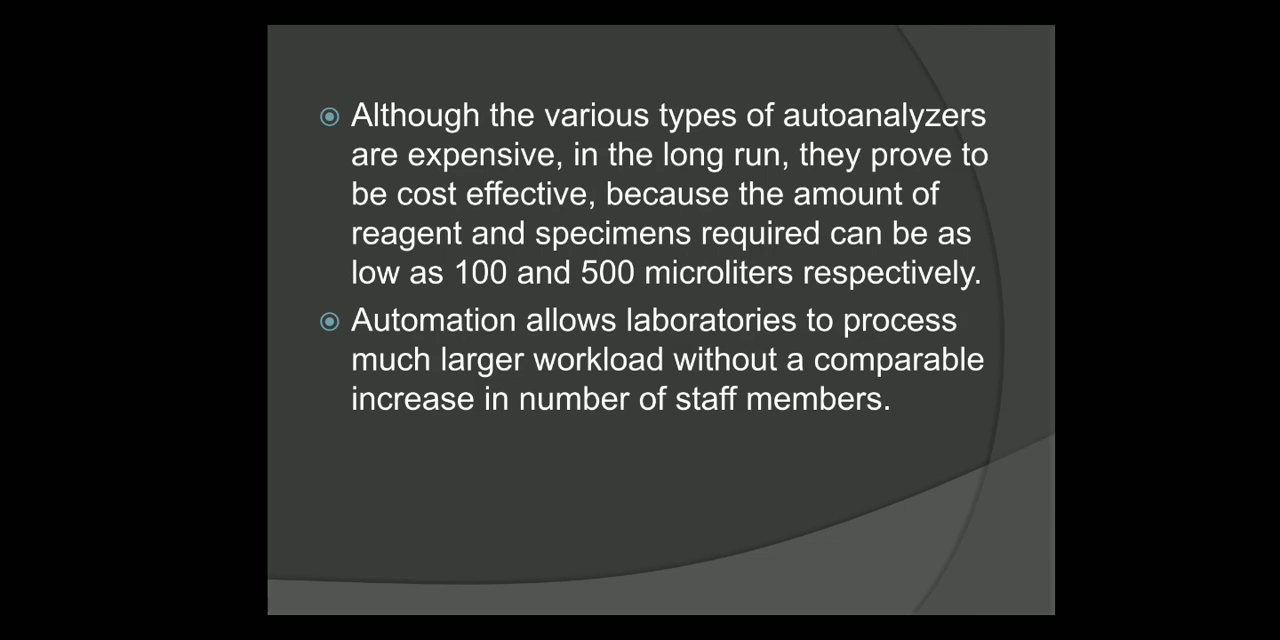 Although the various types of autoanalyzers
are expensive, in the long run, they prove to
be cost effective, because the amount of
reagent and specimens required can be as
low as 100 and 500 microliters respectively.
Automation allows laboratories to process
much larger workload without a comparable
increase in number of staff members.